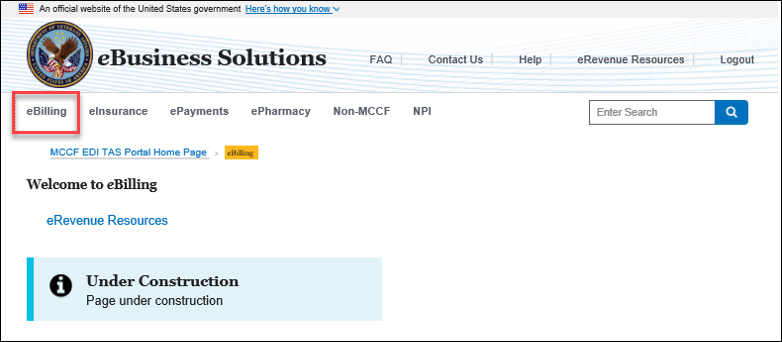 An official website of the United States government Here's how you know
eBusiness Solutions
FAQ Contact Us Help eRevenue Resources Logout
eBilling eInsurance ePayments ePharmacy Non-MCCF NPI Enter Search
MCCF EDI TAS Portal Home Page › eBilling
Welcome to eBilling
eRevenue Resources
Under Construction
Page under construction